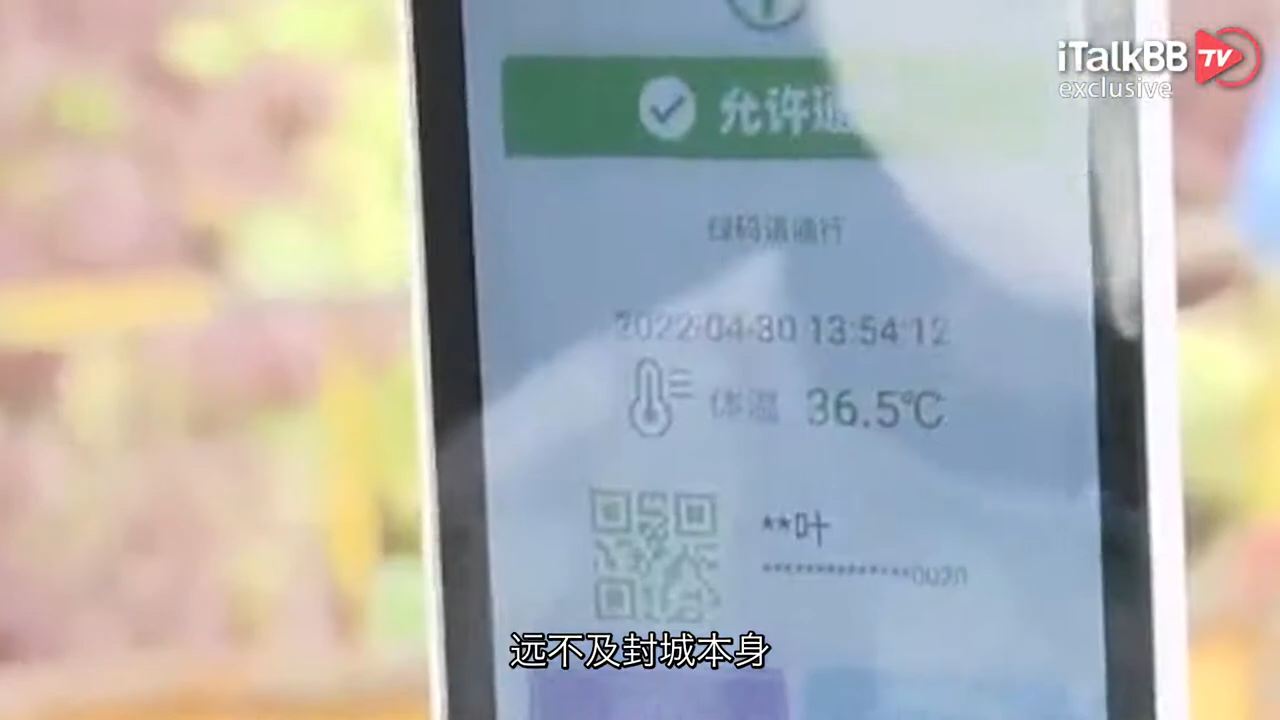 iTalkBB TV
exclusive
允许通
绿码请通行
2022-04-30 13:54:12
体温 36.5℃
**叶
**************0020
远不及封城本身